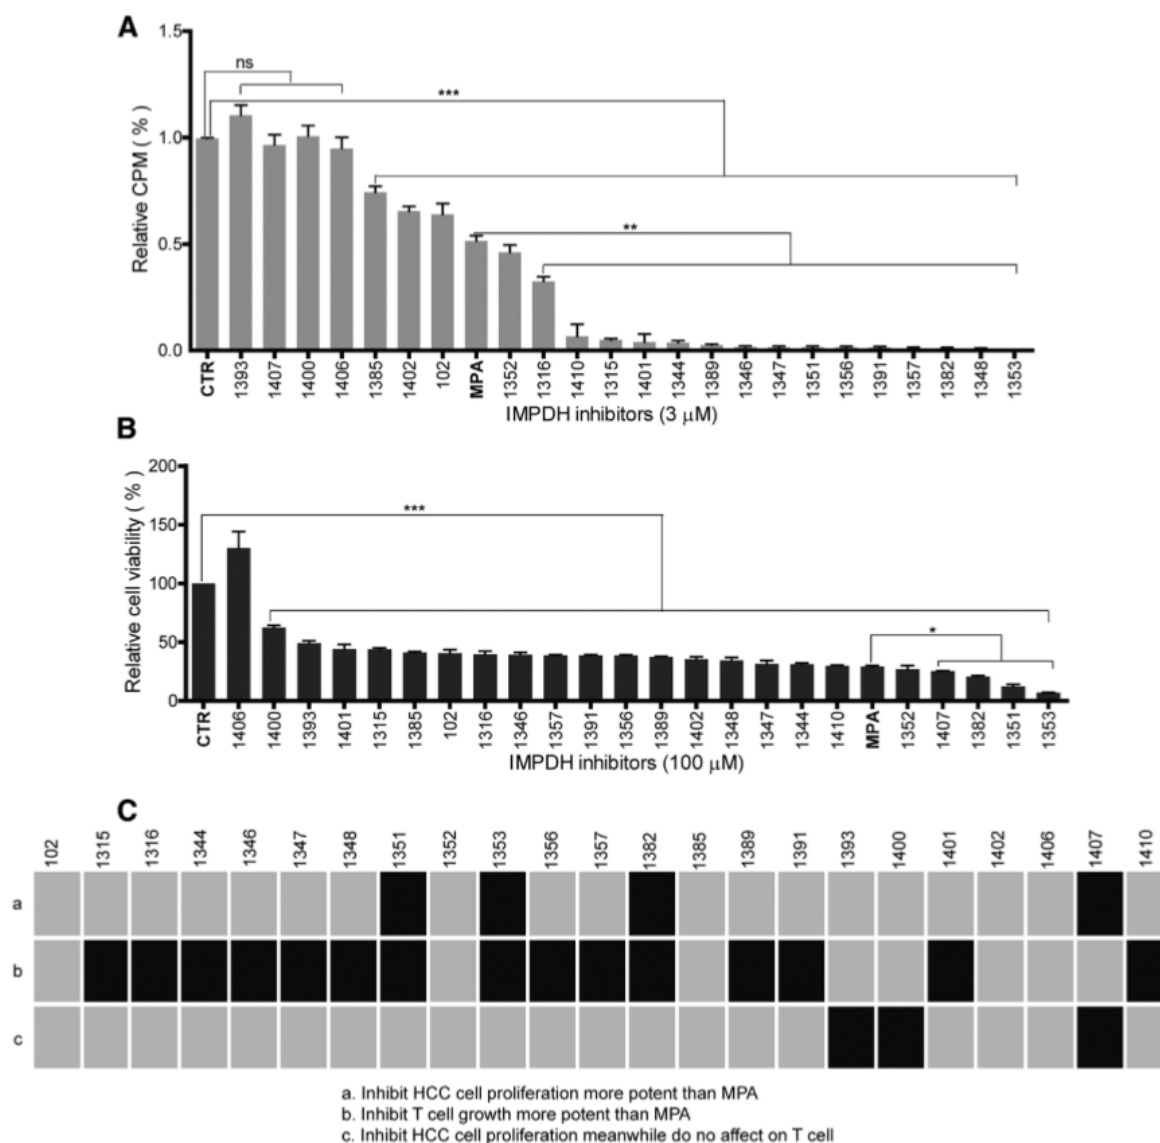 A
1.5
1.0
0.5
0.0
Relative CPM ( % )
ns
***
**
CTR 1393 1407 1400 1406 1385 1402 102 MPA 1352 1316 1410 1315 1401 1344 1389 1346 1347 1351 1356 1391 1357 1382 1348 1353
IMPDH inhibitors (3 μM)
B
200
150
100
50
0
Relative cell viability ( % )
***
*
CTR 1406 1400 1393 1401 1315 1385 102 1316 1346 1357 1391 1356 1389 1402 1348 1347 1344 1410 MPA 1352 1407 1382 1351 1353
IMPDH inhibitors (100 μM)
C
102 1315 1316 1344 1346 1347 1348 1351 1352 1353 1356 1357 1382 1385 1389 1391 1393 1400 1401 1402 1406 1407 1410
a
b
c
a. Inhibit HCC cell proliferation more potent than MPA
b. Inhibit T cell growth more potent than MPA
c. Inhibit HCC cell proliferation meanwhile do no affect on T cell